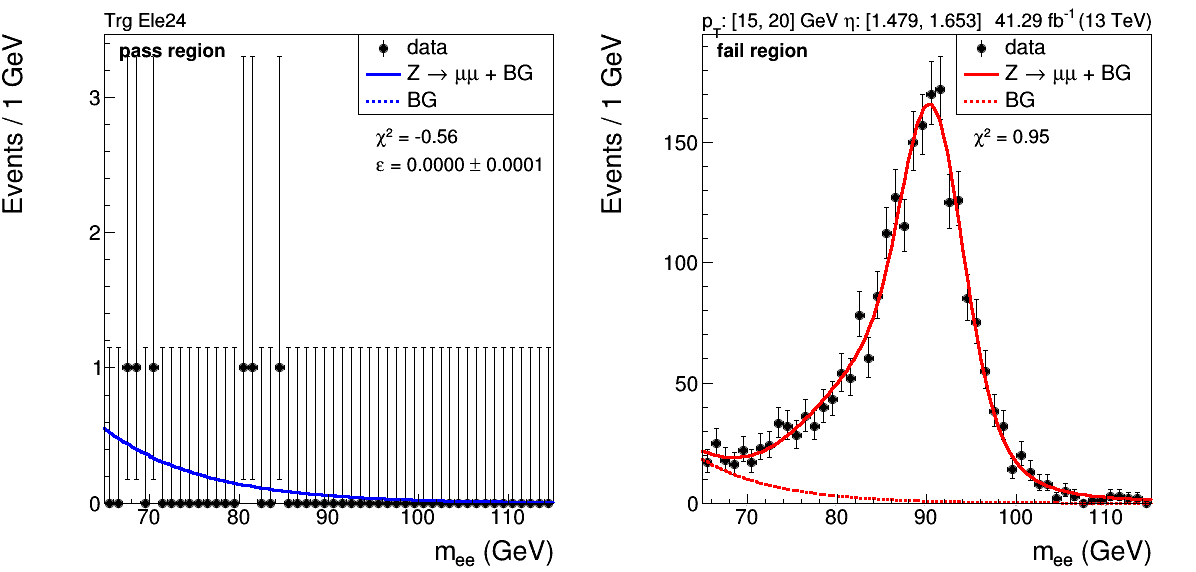 Trg Ele24
pass region
data
Z → μμ + BG
BG
χ² = -0.56
ε = 0.0000 ± 0.0001
Events / 1 GeV
3
2
1
0
70 80 90 100 110
m_ee (GeV)
p_T: [15, 20] GeV η: [1.479, 1.653] 41.29 fb⁻¹ (13 TeV)
fail region
data
Z → μμ + BG
BG
χ² = 0.95
Events / 1 GeV
150
100
50
0
70 80 90 100 110
m_ee (GeV)